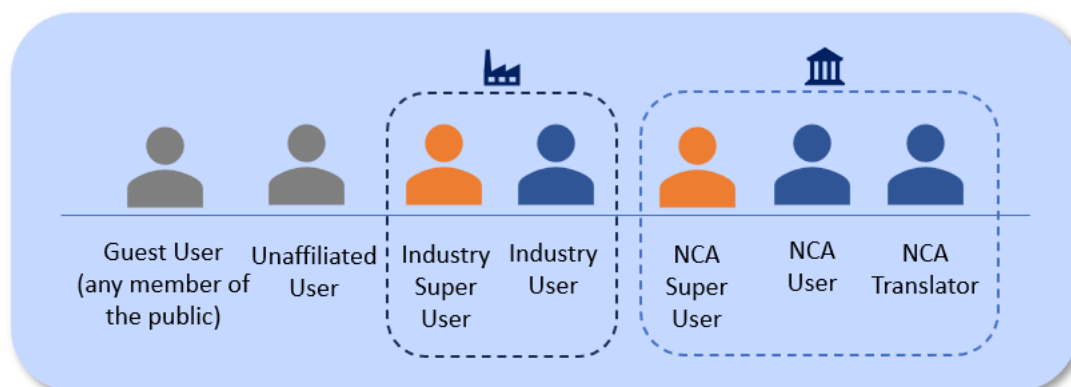 Guest User
(any member of
the public)
Unaffiliated
User
Industry
Super
User
Industry
User
NCA
Super
User
NCA
User
NCA
Translator